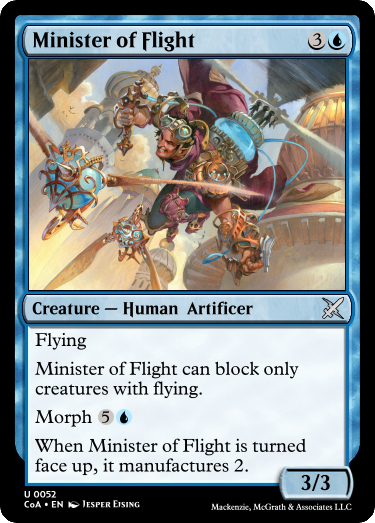 Minister of Flight 3
Creature — Human Artificer
Flying
Minister of Flight can block only
creatures with flying.
Morph 5
When Minister of Flight is turned
face up, it manufactures 2.
3/3
U 0052
CoA • EN Jesper Eising
Mackenzie, McGrath & Associates LLC